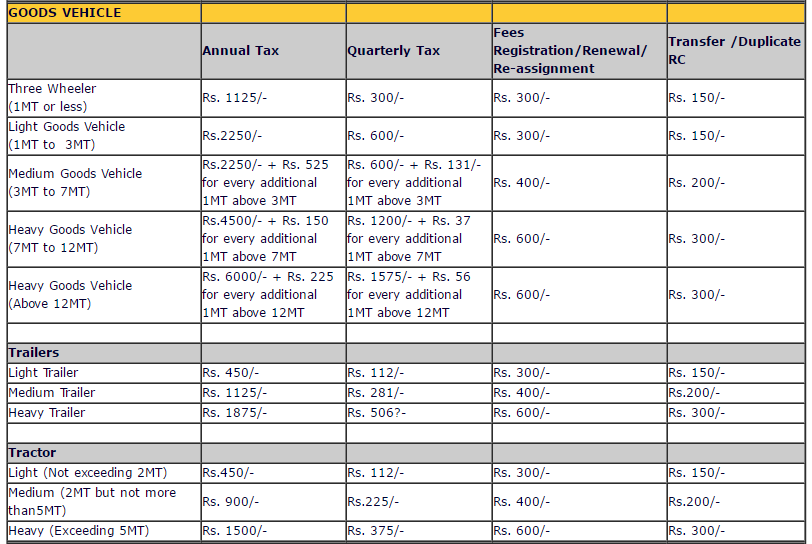 GOODS VEHICLE
Annual Tax
Quarterly Tax
Fees
Registration/Renewal/
Re-assignment
Transfer /Duplicate
RC
Three Wheeler
(1MT or less)
Rs. 1125/-
Rs. 300/-
Rs. 300/-
Rs. 150/-
Light Goods Vehicle
(1MT to  3MT)
Rs.2250/-
Rs. 600/-
Rs. 300/-
Rs. 150/-
Medium Goods Vehicle
(3MT to 7MT)
Rs.2250/- + Rs. 525
for every additional
1MT above 3MT
Rs. 600/- + Rs. 131/-
for every additional
1MT above 3MT
Rs. 400/-
Rs. 200/-
Heavy Goods Vehicle
(7MT to 12MT)
Rs.4500/- + Rs. 150
for every additional
1MT above 7MT
Rs. 1200/- + Rs. 37
for every additional
1MT above 7MT
Rs. 600/-
Rs. 300/-
Heavy Goods Vehicle
(Above 12MT)
Rs. 6000/- + Rs. 225
for every additional
1MT above 12MT
Rs. 1575/- + Rs. 56
for every additional
1MT above 12MT
Rs. 600/-
Rs. 300/-
Trailers
Light Trailer
Rs. 450/-
Rs. 112/-
Rs. 300/-
Rs. 150/-
Medium Trailer
Rs. 1125/-
Rs. 281/-
Rs. 400/-
Rs.200/-
Heavy Trailer
Rs. 1875/-
Rs. 506?-
Rs. 600/-
Rs. 300/-
Tractor
Light (Not exceeding 2MT)
Rs.450/-
Rs. 112/-
Rs. 300/-
Rs. 150/-
Medium (2MT but not more
than5MT)
Rs. 900/-
Rs.225/-
Rs. 400/-
Rs.200/-
Heavy (Exceeding 5MT)
Rs. 1500/-
Rs. 375/-
Rs. 600/-
Rs. 300/-